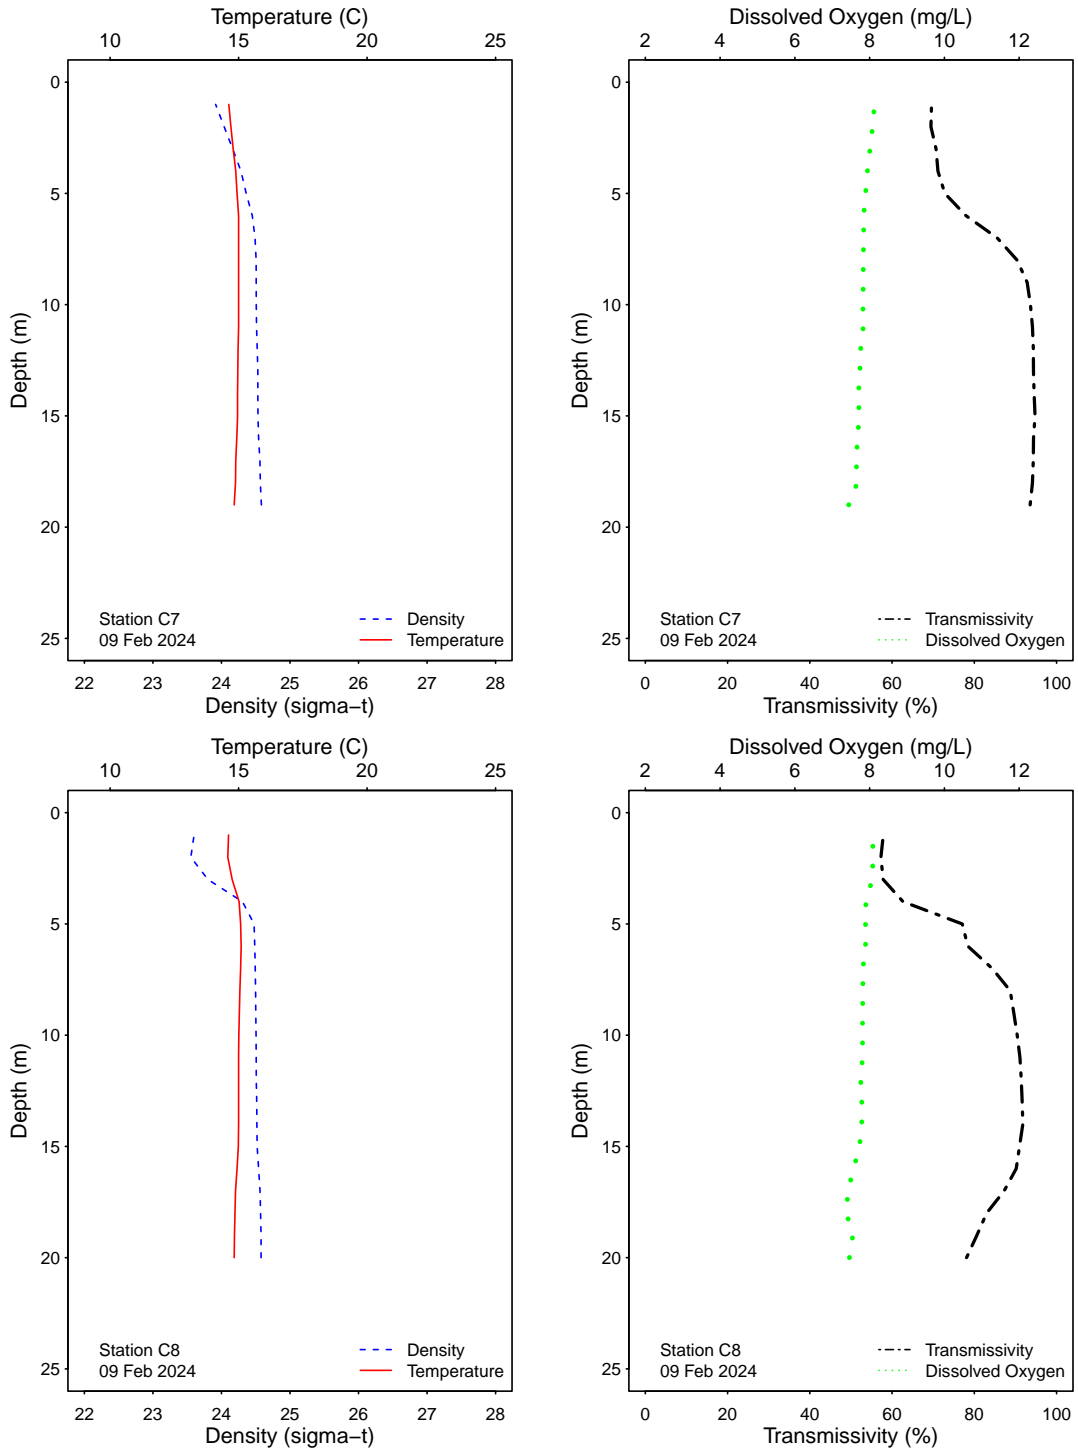 Temperature (C)
10 15 20 25
0
5
10
15
20
25
Depth (m)
Station C7
09 Feb 2024
Density
Temperature
22 23 24 25 26 27 28
Density (sigma−t)
Dissolved Oxygen (mg/L)
2 4 6 8 10 12
0
5
10
15
20
25
Depth (m)
Station C7
09 Feb 2024
Transmissivity
Dissolved Oxygen
0 20 40 60 80 100
Transmissivity (%)
Temperature (C)
10 15 20 25
0
5
10
15
20
25
Depth (m)
Station C8
09 Feb 2024
Density
Temperature
22 23 24 25 26 27 28
Density (sigma−t)
Dissolved Oxygen (mg/L)
2 4 6 8 10 12
0
5
10
15
20
25
Depth (m)
Station C8
09 Feb 2024
Transmissivity
Dissolved Oxygen
0 20 40 60 80 100
Transmissivity (%)